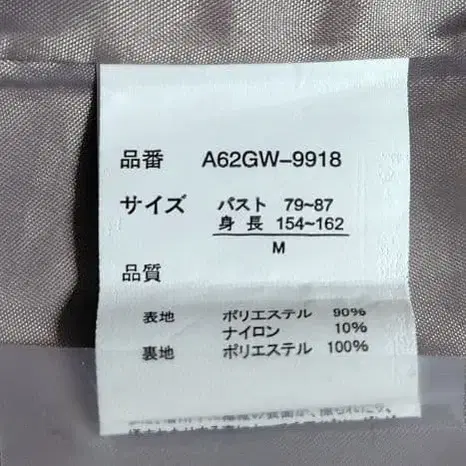 品番 A62GW-9918
サイズ バスト 79~87
身長 154~162
M
品質
表地 ポリエステル 90%
ナイロン 10%
裏地 ポリエステル 100%